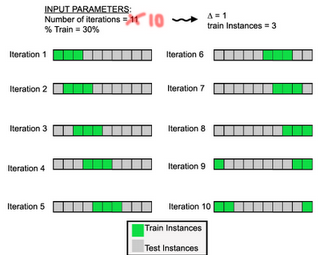 INPUT PARAMETERS:
Number of iterations = 11 10
% Train = 30%
Δ = 1
train Instances = 3
Iteration 1
Iteration 6
Iteration 2
Iteration 7
Iteration 3
Iteration 8
Iteration 4
Iteration 9
Iteration 5
Iteration 10
Train Instances
Test Instances